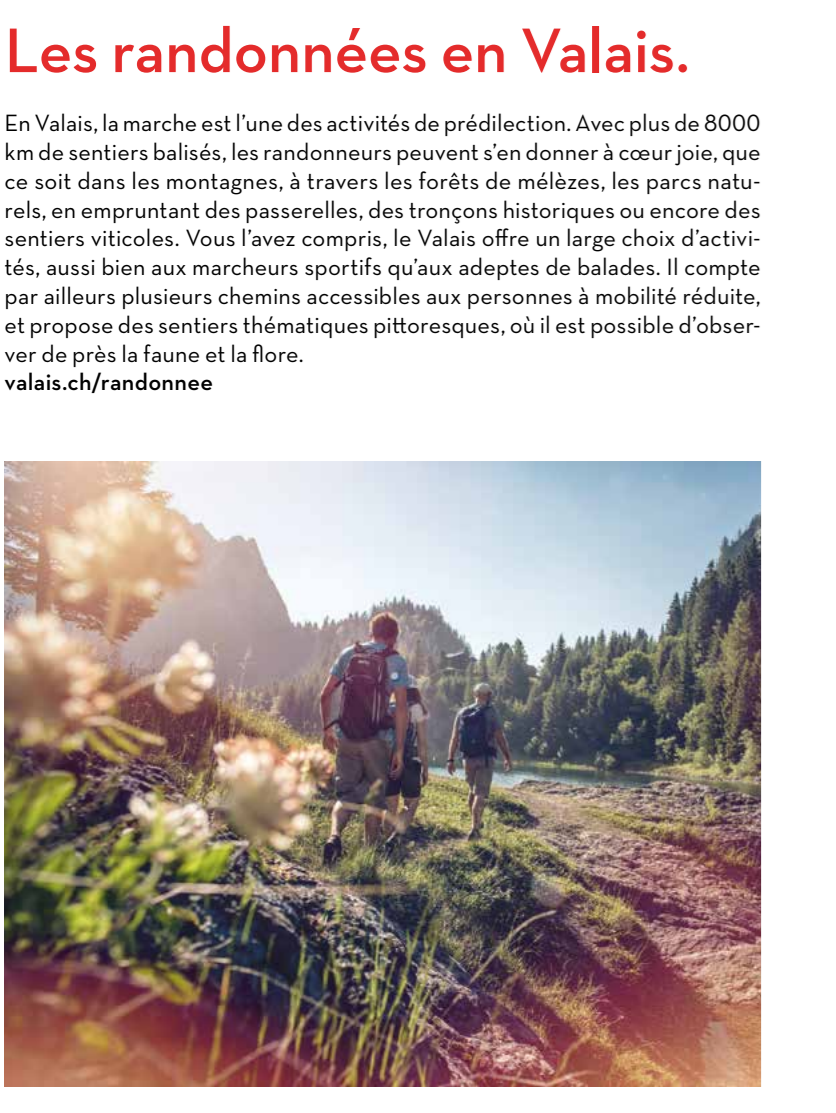 Les randonnées en Valais.
En Valais, la marche est l'une des activités de prédilection. Avec plus de 8000
km de sentiers balisés, les randonneurs peuvent s'en donner à cœur joie, que
ce soit dans les montagnes, à travers les forêts de mélèzes, les parcs natu-
rels, en empruntant des passerelles, des tronçons historiques ou encore des
sentiers viticoles. Vous l'avez compris, le Valais offre un large choix d'activi-
tés, aussi bien aux marcheurs sportifs qu'aux adeptes de balades. Il compte
par ailleurs plusieurs chemins accessibles aux personnes à mobilité réduite,
et propose des sentiers thématiques pittoresques, où il est possible d'obser-
ver de près la faune et la flore.
valais.ch/randonnee